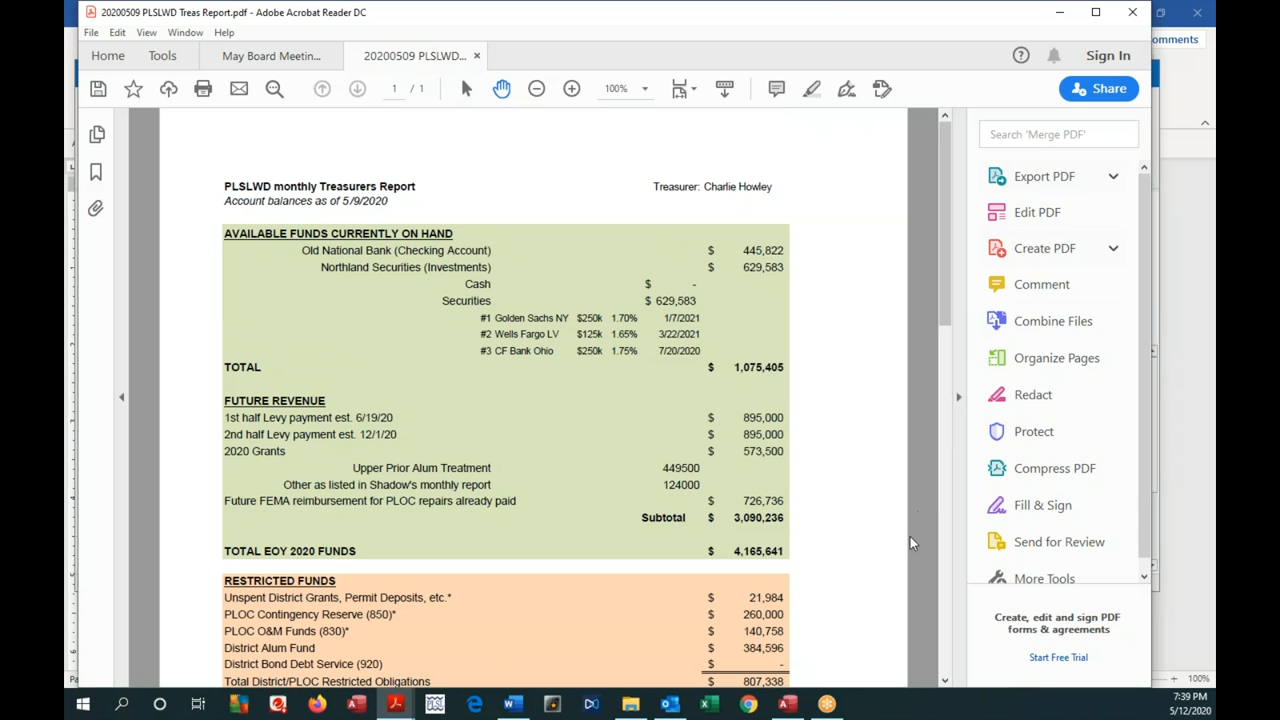 20200509 PLSLWD Treas Report.pdf - Adobe Acrobat Reader DC
File Edit View Window Help
omments
Home Tools May Board Meetin... 20200509 PLSLWD... × Sign In
1 / 1 100% Share
Search 'Merge PDF'
PLSLWD monthly Treasurers Report Treasurer: Charlie Howley
Account balances as of 5/9/2020
AVAILABLE FUNDS CURRENTLY ON HAND
Old National Bank (Checking Account) $ 445,822
Northland Securities (Investments) $ 629,583
Cash $ -
Securities $ 629,583
#1 Golden Sachs NY $250k 1.70% 1/7/2021
#2 Wells Fargo LV $125k 1.65% 3/22/2021
#3 CF Bank Ohio $250k 1.75% 7/20/2020
TOTAL $ 1,075,405
FUTURE REVENUE
1st half Levy payment est. 6/19/20 $ 895,000
2nd half Levy payment est. 12/1/20 $ 895,000
2020 Grants $ 573,500
Upper Prior Alum Treatment 449500
Other as listed in Shadow's monthly report 124000
Future FEMA reimbursement for PLOC repairs already paid $ 726,736
Subtotal $ 3,090,236
TOTAL EOY 2020 FUNDS $ 4,165,641
RESTRICTED FUNDS
Unspent District Grants, Permit Deposits, etc.* $ 21,984
PLOC Contingency Reserve (850)* $ 260,000
PLOC O&M Funds (830)* $ 140,758
District Alum Fund $ 384,596
District Bond Debt Service (920) $ -
Total District/PLOC Restricted Obligations $ 807,338
Export PDF
Edit PDF
Create PDF
Comment
Combine Files
Organize Pages
Redact
Protect
Compress PDF
Fill & Sign
Send for Review
More Tools
Create, edit and sign PDF
forms & agreements
Start Free Trial
100%
7:39 PM
5/12/2020